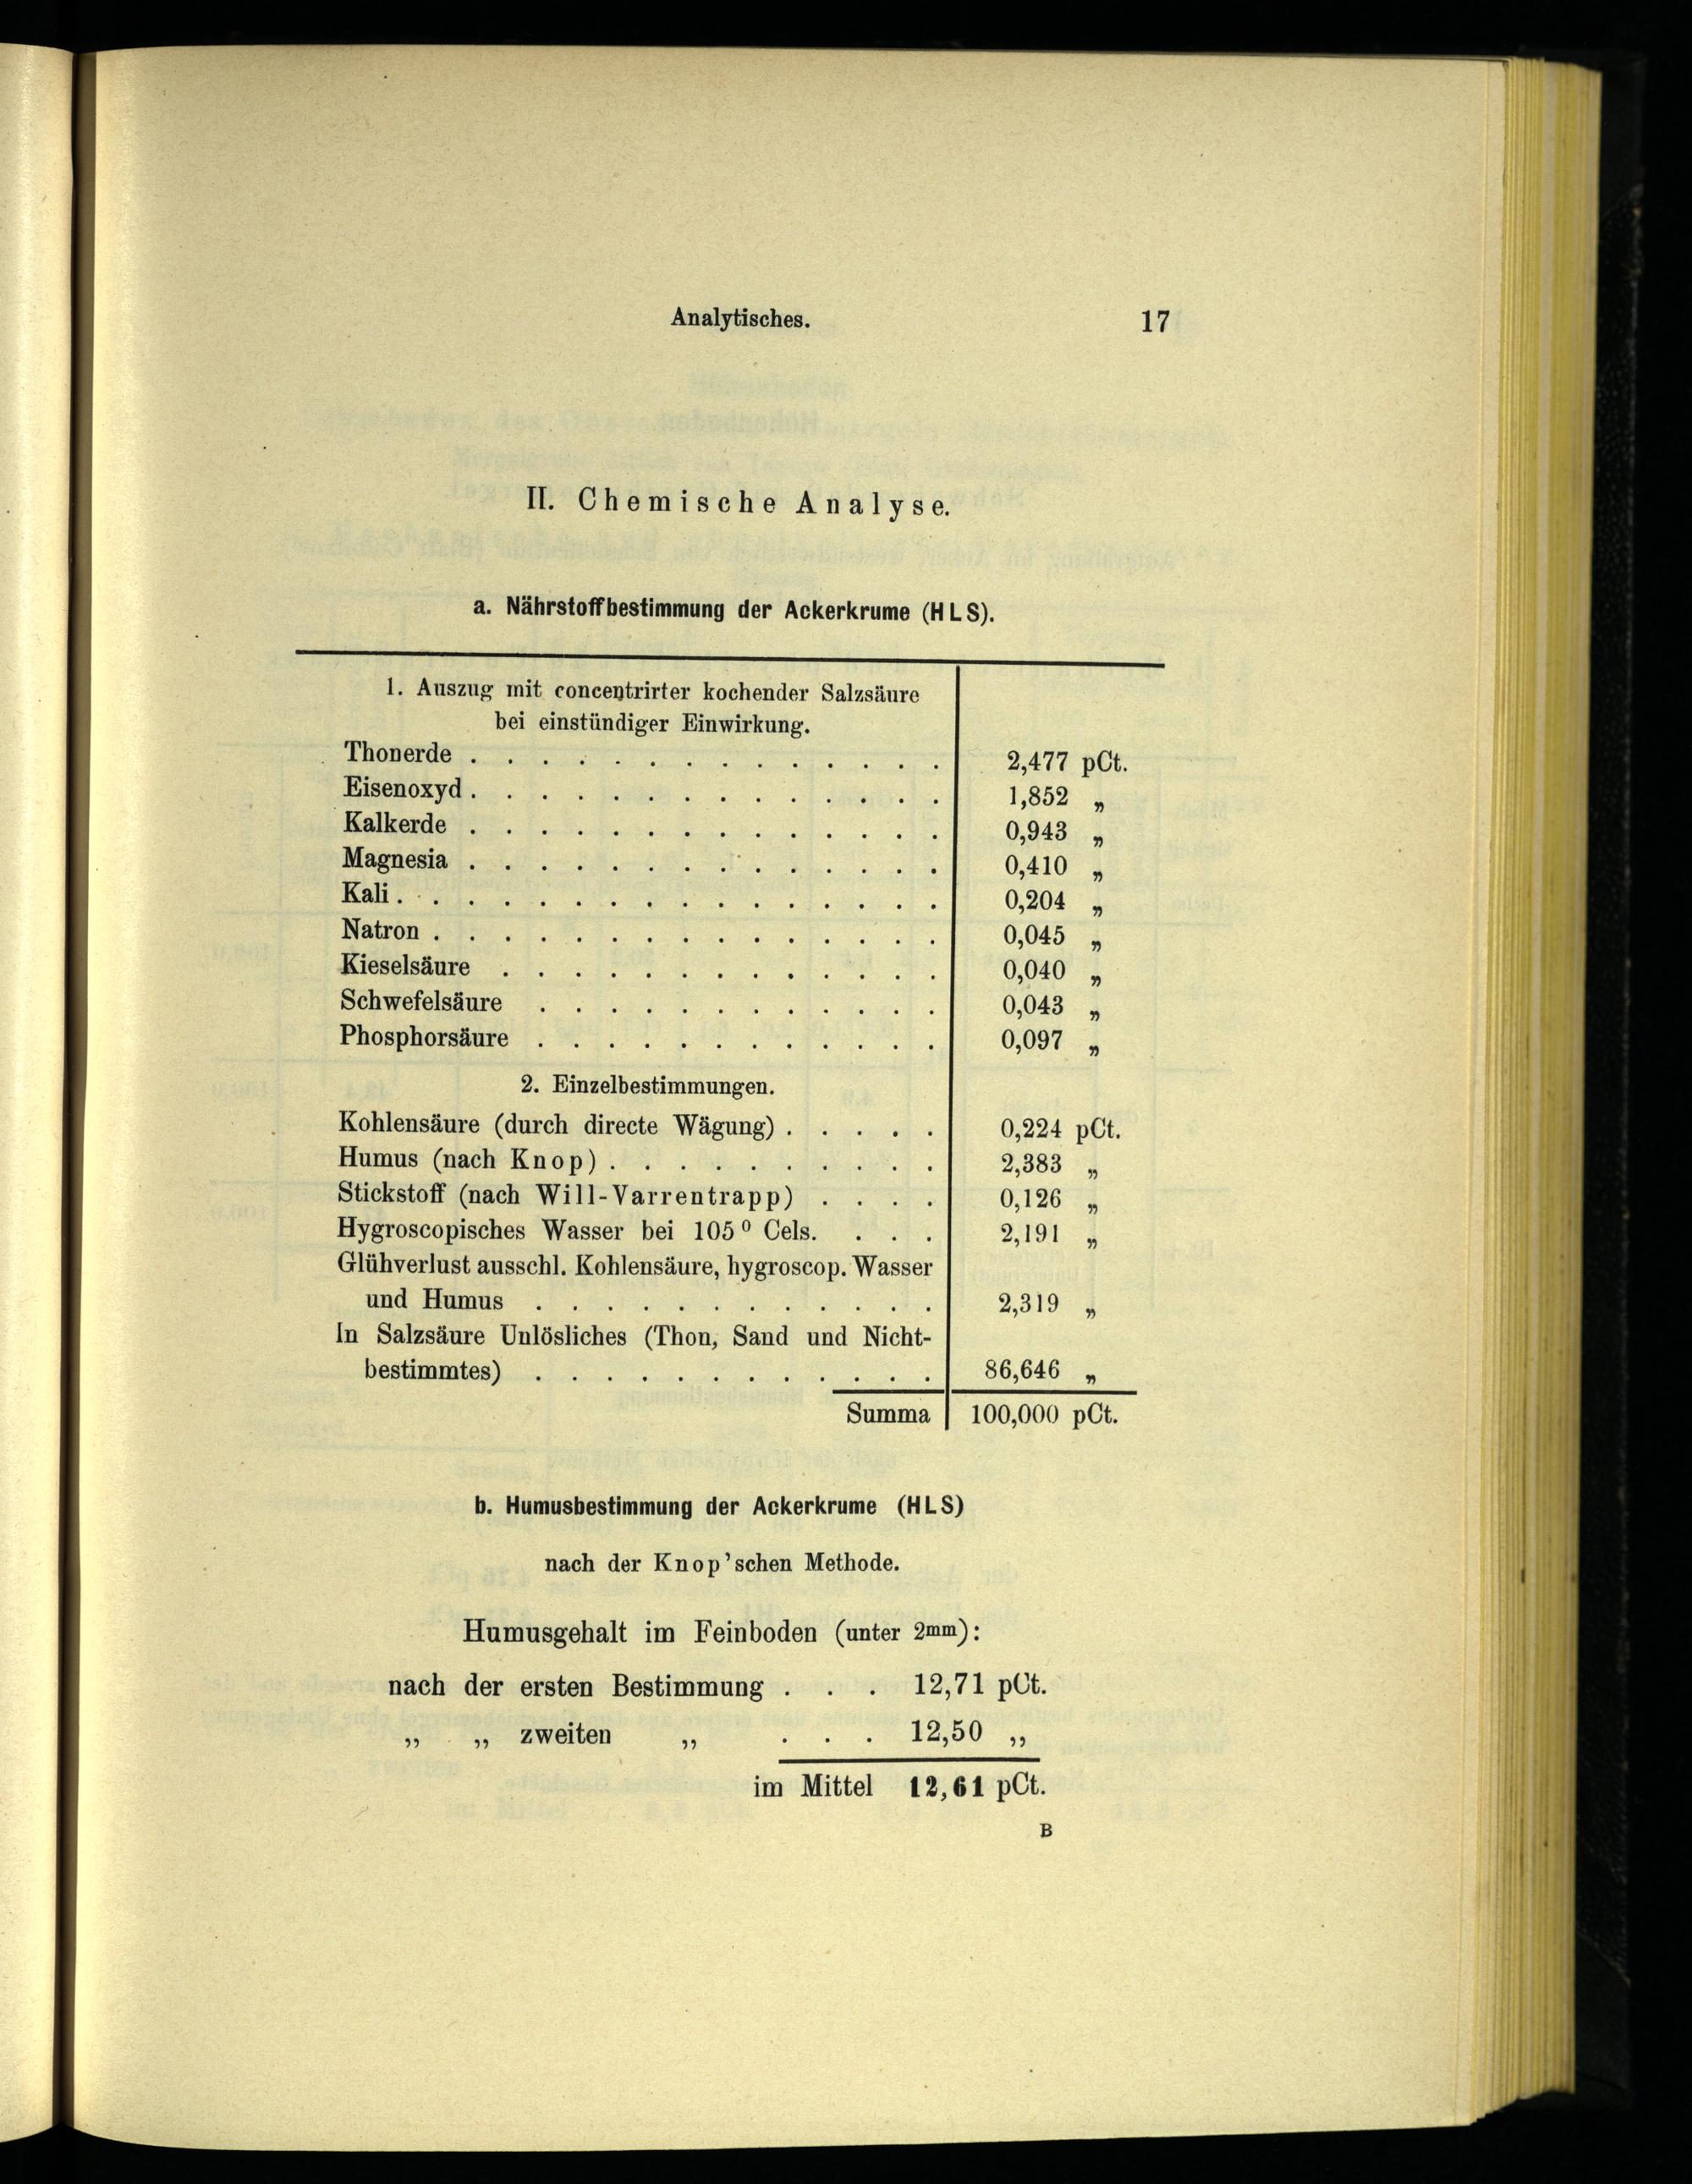 Analytisches. 17
II. Chemische Analyse.
a. Nährstoffbestimmung der Ackerkrume (HLS).
1. Auszug mit concentrirter kochender Salzsäure
bei einstündiger Einwirkung.
Thonerde . . . . . . . . . . . . . . 2,477 pCt.
Eisenoxyd . . . . . . . . . . . . . . 1,852 „
Kalkerde . . . . . . . . . . . . . . 0,943 „
Magnesia . . . . . . . . . . . . . . 0,410 „
Kali . . . . . . . . . . . . . . . . 0,204 „
Natron . . . . . . . . . . . . . . . 0,045 „
Kieselsäure . . . . . . . . . . . . . 0,040 „
Schwefelsäure . . . . . . . . . . . . 0,043 „
Phosphorsäure . . . . . . . . . . . . 0,097 „
2. Einzelbestimmungen.
Kohlensäure (durch directe Wägung) . . . . . 0,224 pCt.
Humus (nach Knop) . . . . . . . . . . 2,383 „
Stickstoff (nach Will-Varrentrapp) . . . . 0,126 „
Hygroscopisches Wasser bei 105⁰ Cels. . . . 2,191 „
Glühverlust ausschl. Kohlensäure, hygroscop. Wasser
und Humus . . . . . . . . . . . . 2,319 „
In Salzsäure Unlösliches (Thon, Sand und Nicht-
bestimmtes) . . . . . . . . . . . . 86,646 „
Summa 100,000 pCt.
b. Humusbestimmung der Ackerkrume (HLS)
nach der Knop'schen Methode.
Humusgehalt im Feinboden (unter 2mm):
nach der ersten Bestimmung . . . 12,71 pCt.
„ „ zweiten „ . . . 12,50 „
im Mittel 12,61 pCt.
B